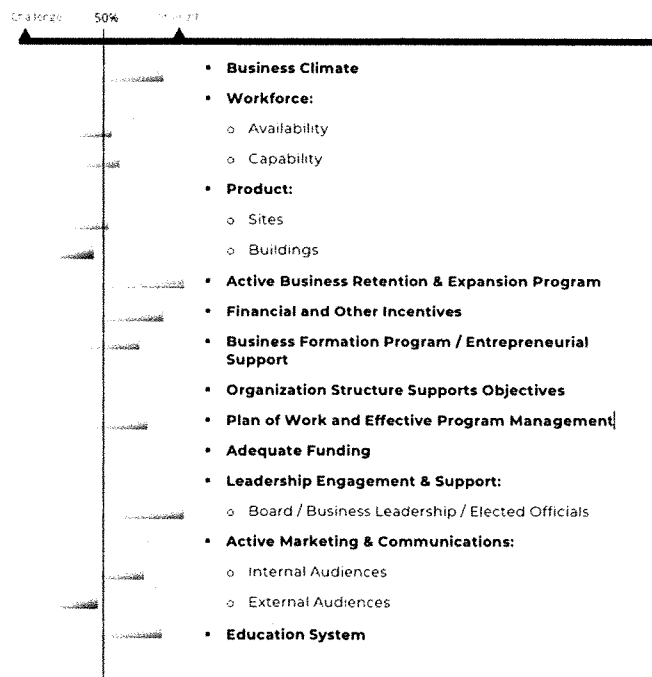 Challenge 50%
Business Climate
Workforce:
Availability
Capability
Product:
Sites
Buildings
Active Business Retention & Expansion Program
Financial and Other Incentives
Business Formation Program / Entrepreneurial
Support
Organization Structure Supports Objectives
Plan of Work and Effective Program Management
Adequate Funding
Leadership Engagement & Support:
Board / Business Leadership / Elected Officials
Active Marketing & Communications:
Internal Audiences
External Audiences
Education System